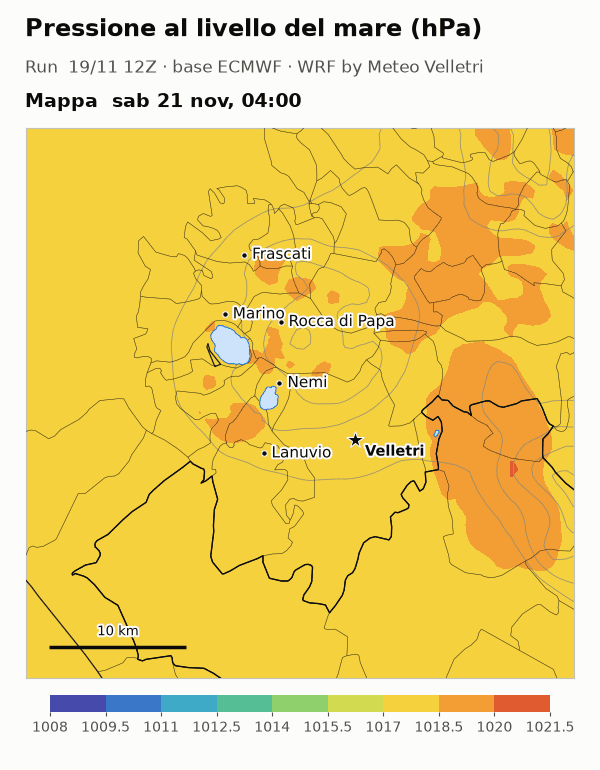 Pressione al livello del mare (hPa)
Run  19/11 12Z · base ECMWF · WRF by Meteo Velletri
Mappa  sab 21 nov, 04:00
Frascati
Marino
Rocca di Papa
Nemi
Velletri
Lanuvio
10 km
1008 1009.5 1011 1012.5 1014 1015.5 1017 1018.5 1020 1021.5